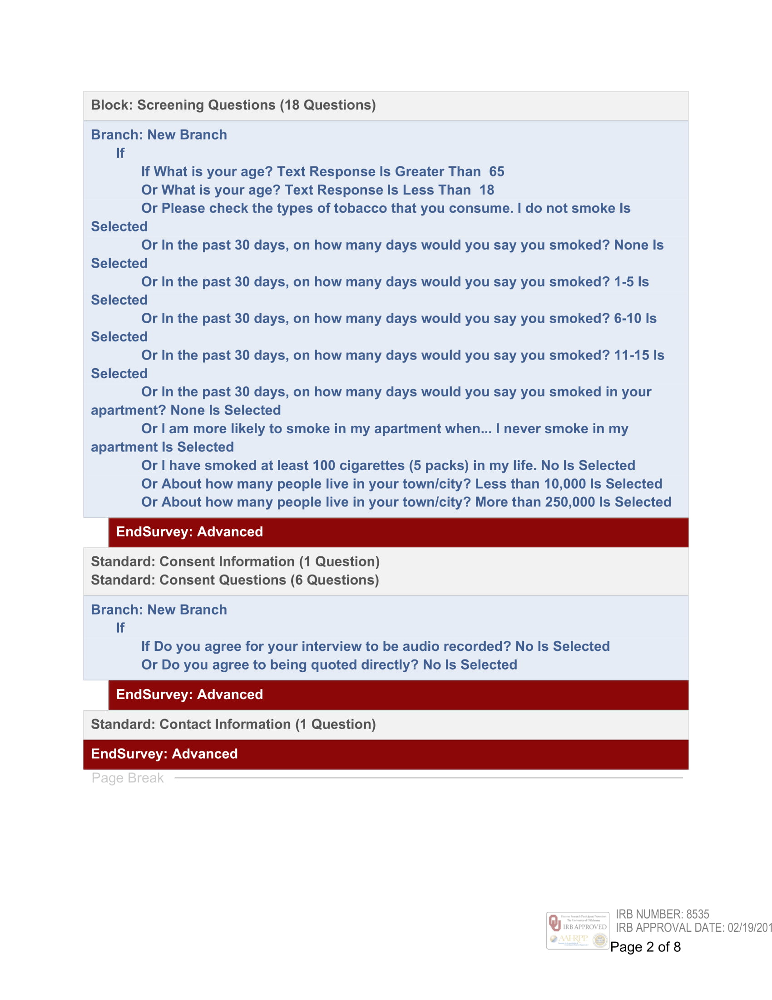 Block: Screening Questions (18 Questions)
Branch: New Branch
If
If What is your age? Text Response Is Greater Than  65
Or What is your age? Text Response Is Less Than  18
Or Please check the types of tobacco that you consume. I do not smoke Is
Selected
Or In the past 30 days, on how many days would you say you smoked? None Is
Selected
Or In the past 30 days, on how many days would you say you smoked? 1-5 Is
Selected
Or In the past 30 days, on how many days would you say you smoked? 6-10 Is
Selected
Or In the past 30 days, on how many days would you say you smoked? 11-15 Is
Selected
Or In the past 30 days, on how many days would you say you smoked in your
apartment? None Is Selected
Or I am more likely to smoke in my apartment when... I never smoke in my
apartment Is Selected
Or I have smoked at least 100 cigarettes (5 packs) in my life. No Is Selected
Or About how many people live in your town/city? Less than 10,000 Is Selected
Or About how many people live in your town/city? More than 250,000 Is Selected
EndSurvey: Advanced
Standard: Consent Information (1 Question)
Standard: Consent Questions (6 Questions)
Branch: New Branch
If
If Do you agree for your interview to be audio recorded? No Is Selected
Or Do you agree to being quoted directly? No Is Selected
EndSurvey: Advanced
Standard: Contact Information (1 Question)
EndSurvey: Advanced
Page Break
Human Research Participant Protection
The University of Oklahoma
IRB APPROVED
AAHRPP
IRB NUMBER: 8535
IRB APPROVAL DATE: 02/19/201
Page 2 of 8